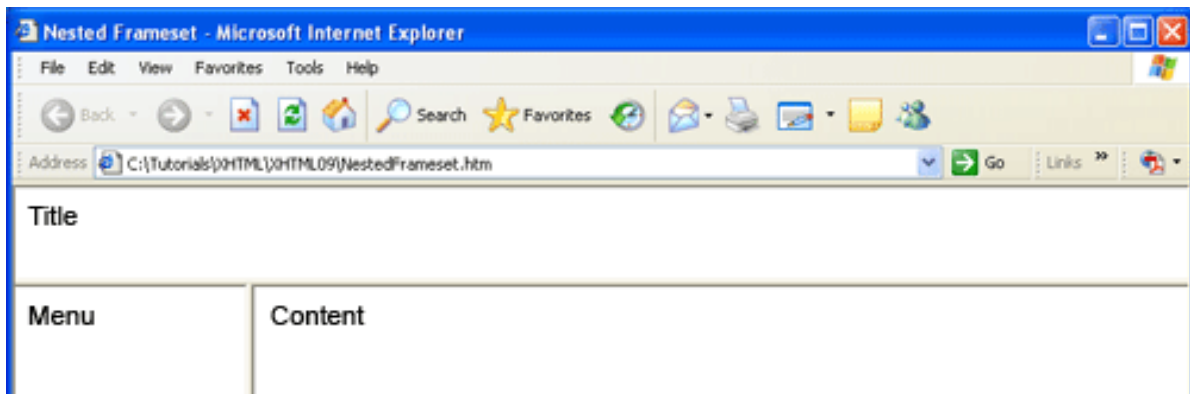 Nested Frameset - Microsoft Internet Explorer
File Edit View Favorites Tools Help
Back Search Favorites
Address C:\Tutorials\XHTML\XHTML09\NestedFrameset.htm Go Links »
Title
Menu Content